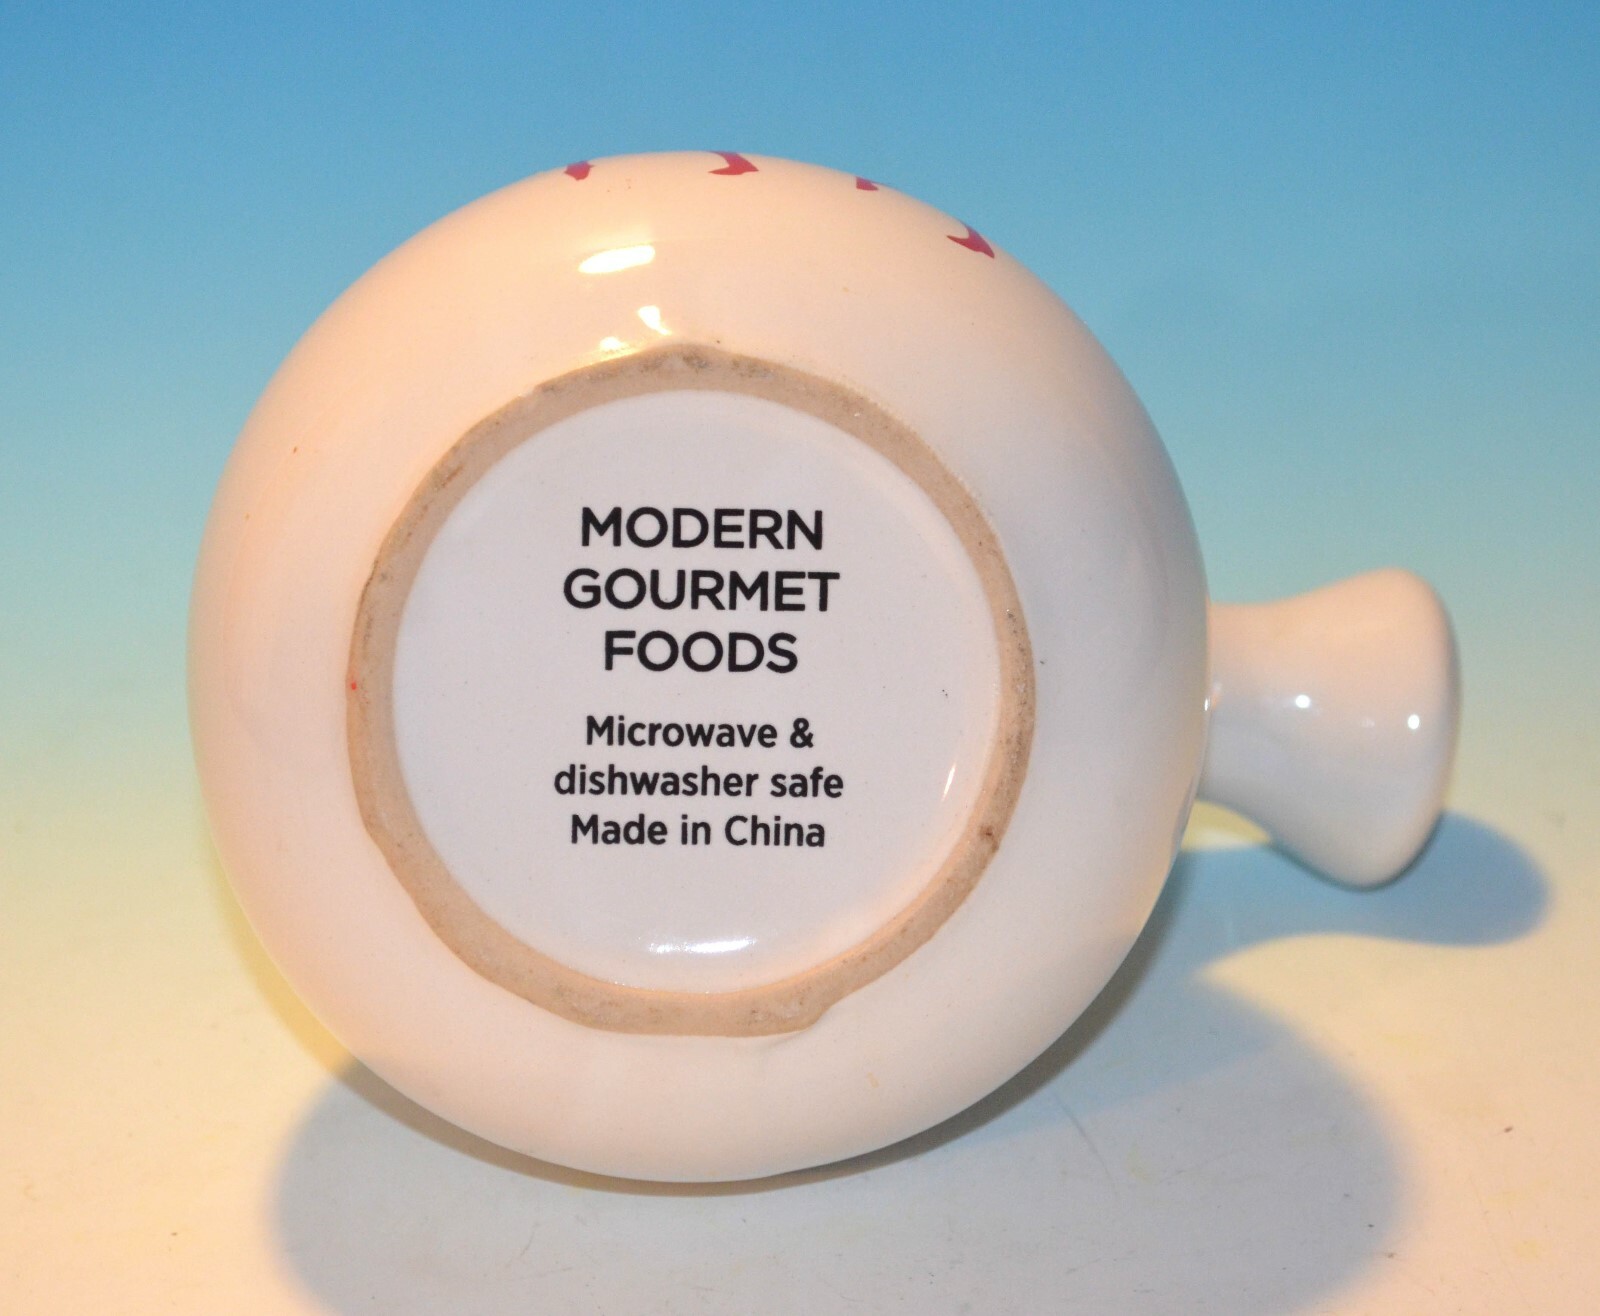 MODERN
GOURMET
FOODS
Microwave &
dishwasher safe
Made in China